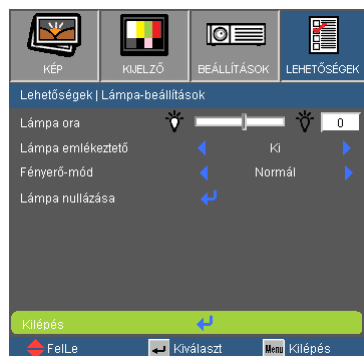 KÉP KIJELZŐ BEÁLLÍTÁSOK LEHETŐSÉGEK
Lehetőségek | Lámpa-beállítások
Lámpa ora 0
Lámpa emlékeztető Ki
Fényerő-mód Normál
Lámpa nullázása
Kilépés
FelLe Kiválaszt Menu Kilépés